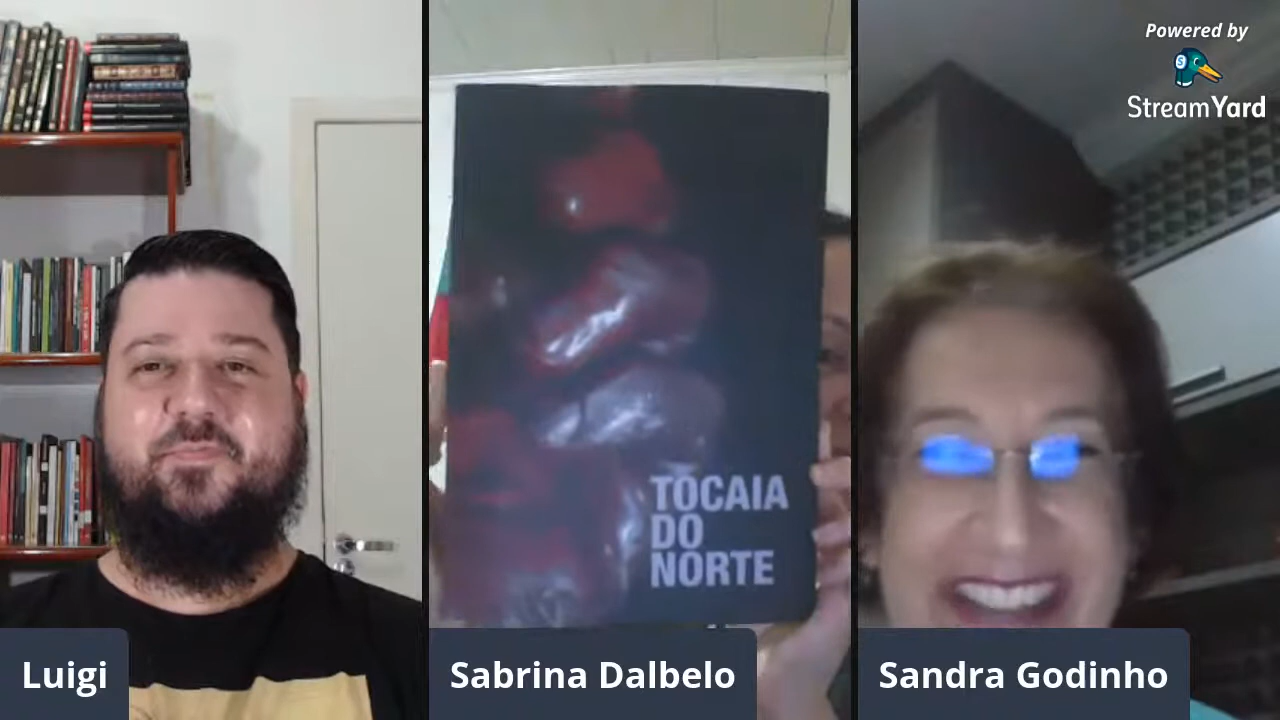 Powered by
StreamYard
TOCAIA
DO
NORTE
Luigi
Sabrina Dalbelo
Sandra Godinho